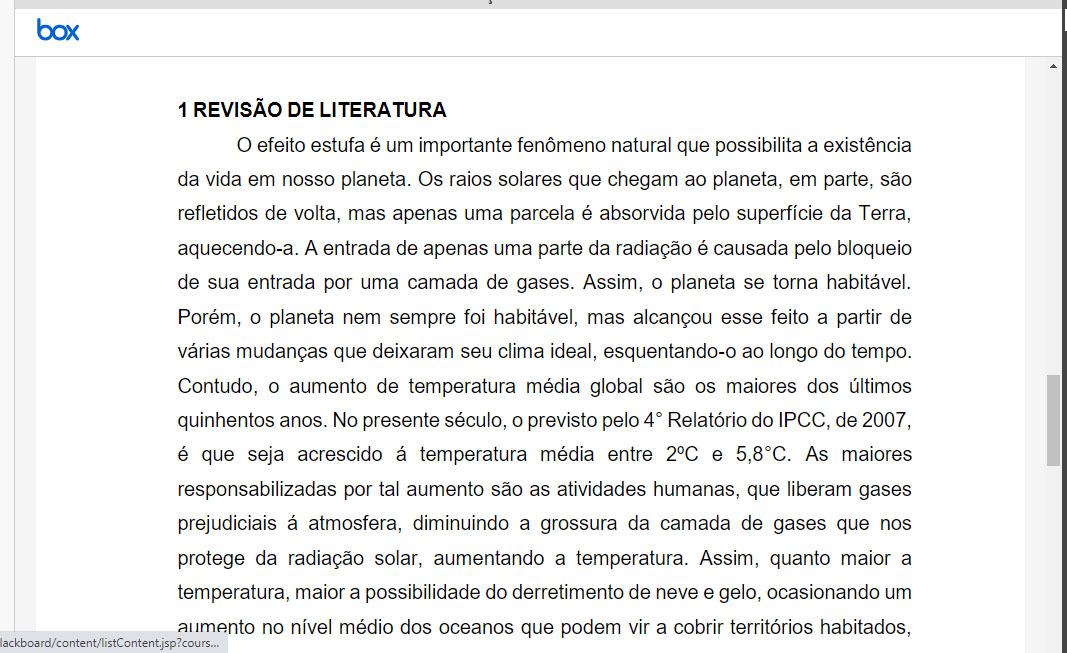 box
1 REVISÃO DE LITERATURA
O efeito estufa é um importante fenômeno natural que possibilita a existência
da vida em nosso planeta. Os raios solares que chegam ao planeta, em parte, são
refletidos de volta, mas apenas uma parcela é absorvida pelo superfície da Terra,
aquecendo-a. A entrada de apenas uma parte da radiação é causada pelo bloqueio
de sua entrada por uma camada de gases. Assim, o planeta se torna habitável.
Porém, o planeta nem sempre foi habitável, mas alcançou esse feito a partir de
várias mudanças que deixaram seu clima ideal, esquentando-o ao longo do tempo.
Contudo, o aumento de temperatura média global são os maiores dos últimos
quinhentos anos. No presente século, o previsto pelo 4° Relatório do IPCC, de 2007,
é que seja acrescido á temperatura média entre 2ºC e 5,8°C. As maiores
responsabilizadas por tal aumento são as atividades humanas, que liberam gases
prejudiciais á atmosfera, diminuindo a grossura da camada de gases que nos
protege da radiação solar, aumentando a temperatura. Assim, quanto maior a
temperatura, maior a possibilidade do derretimento de neve e gelo, ocasionando um
aumento no nível médio dos oceanos que podem vir a cobrir territórios habitados,
lackboard/content/listContent.jsp?cours...